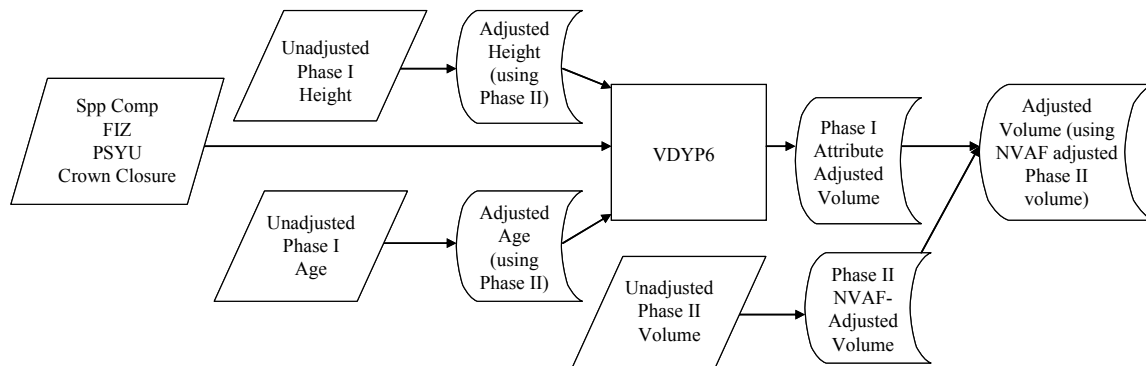 Unadjusted
Phase I
Height
Adjusted
Height
(using
Phase II)
Spp Comp
FIZ
PSYU
Crown Closure
VDYP6
Phase I
Attribute
Adjusted
Volume
Adjusted
Volume (using
NVAF adjusted
Phase II
volume)
Unadjusted
Phase I
Age
Adjusted
Age
(using
Phase II)
Unadjusted
Phase II
Volume
Phase II
NVAF-
Adjusted
Volume